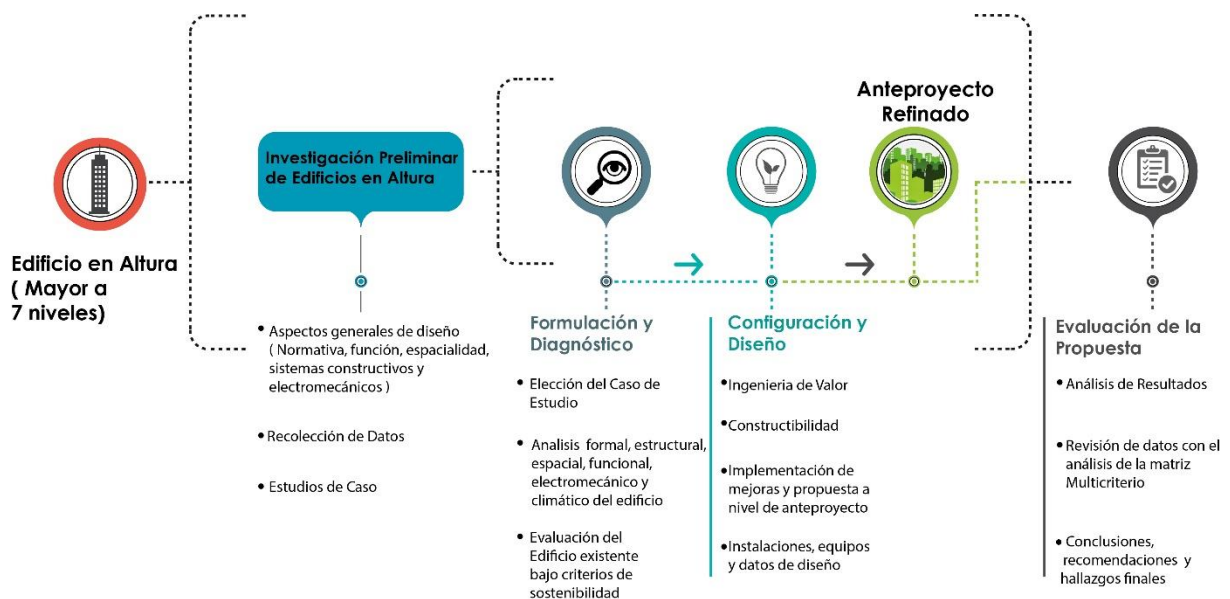 Edificio en Altura
( Mayor a
7 niveles)
Investigación Preliminar
de Edificios en Altura
• Aspectos generales de diseño
( Normativa, función, espacialidad,
sistemas constructivos y
electromecánicos )
• Recolección de Datos
• Estudios de Caso
Formulación y
Diagnóstico
• Elección del Caso de
Estudio
• Analisis formal, estructural,
espacial, funcional,
electromecánico y
climático del edificio
• Evaluación del
Edificio existente
bajo criterios de
sostenibilidad
Configuración y
Diseño
• Ingenieria de Valor
• Constructibilidad
• Implementación de
mejoras y propuesta a
nivel de anteproyecto
• Instalaciones, equipos
y datos de diseño
Anteproyecto
Refinado
Evaluación de la
Propuesta
• Análisis de Resultados
• Revisión de datos con el
análisis de la matriz
Multicriterio
• Conclusiones,
recomendaciones y
hallazgos finales